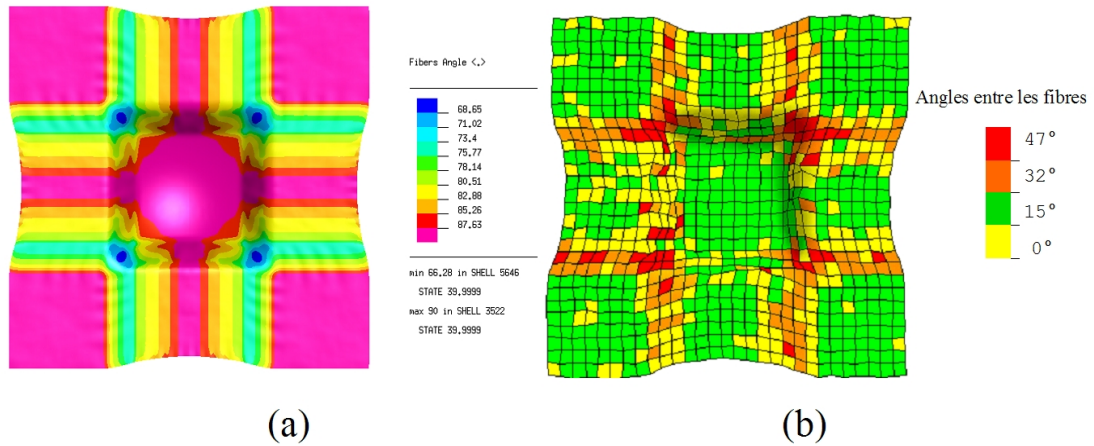 Fibers Angle <.>
68.65
71.02
73.4
75.77
78.14
80.51
82.88
85.26
87.63
min 66.28 in SHELL 5646
STATE 39.9999
max 90 in SHELL 3522
STATE 39.9999
Angles entre les fibres
47°
32°
15°
0°
(a)
(b)